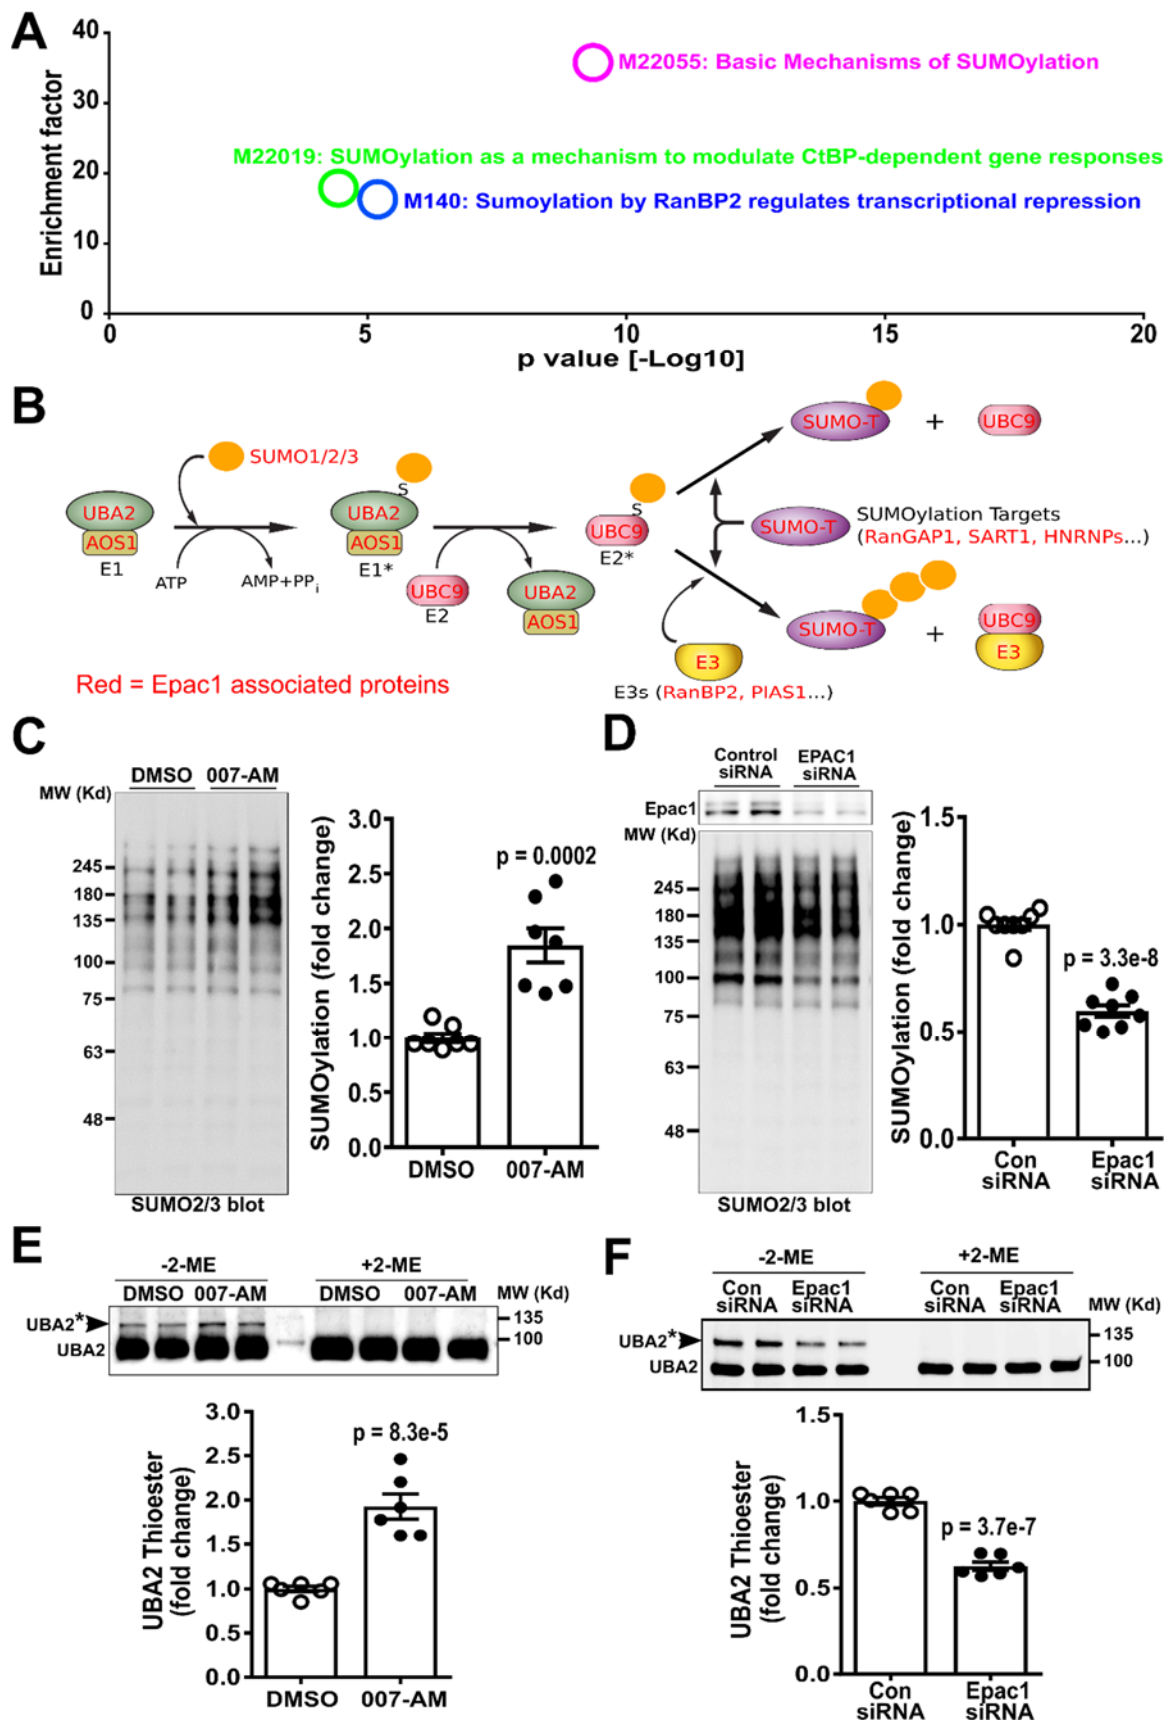 A
Enrichment factor
40
30
20
10
0
M22055: Basic Mechanisms of SUMOylation
M22019: SUMOylation as a mechanism to modulate CtBP-dependent gene responses
M140: Sumoylation by RanBP2 regulates transcriptional repression
0 5 10 15 20
p value [-Log10]
B
SUMO1/2/3
UBA2
AOS1
E1
ATP
AMP+PPi
S
UBA2
AOS1
E1*
UBC9
E2
UBA2
AOS1
S
UBC9
E2*
SUMO-T + UBC9
SUMO-T
SUMOylation Targets
(RanGAP1, SART1, HNRNPs...)
SUMO-T + UBC9
E3
E3
E3s (RanBP2, PIAS1...)
Red = Epac1 associated proteins
C
DMSO 007-AM
MW (Kd)
245
180
135
100
75
63
48
SUMO2/3 blot
SUMOylation (fold change)
3.0
2.5
2.0
1.5
1.0
0.5
0.0
p = 0.0002
DMSO 007-AM
D
Control siRNA
EPAC1 siRNA
Epac1
MW (Kd)
245
180
135
100
75
63
48
SUMO2/3 blot
SUMOylation (fold change)
1.5
1.0
0.5
0.0
p = 3.3e-8
Con siRNA
Epac1 siRNA
E
-2-ME +2-ME
DMSO 007-AM DMSO 007-AM MW (Kd)
UBA2*
UBA2
135
100
UBA2 Thioester
(fold change)
3.0
2.5
2.0
1.5
1.0
0.5
0.0
p = 8.3e-5
DMSO 007-AM
F
-2-ME +2-ME
Con siRNA
Epac1 siRNA
Con siRNA
Epac1 siRNA
MW (Kd)
UBA2*
UBA2
135
100
UBA2 Thioester
(fold change)
1.5
1.0
0.5
0.0
p = 3.7e-7
Con siRNA
Epac1 siRNA